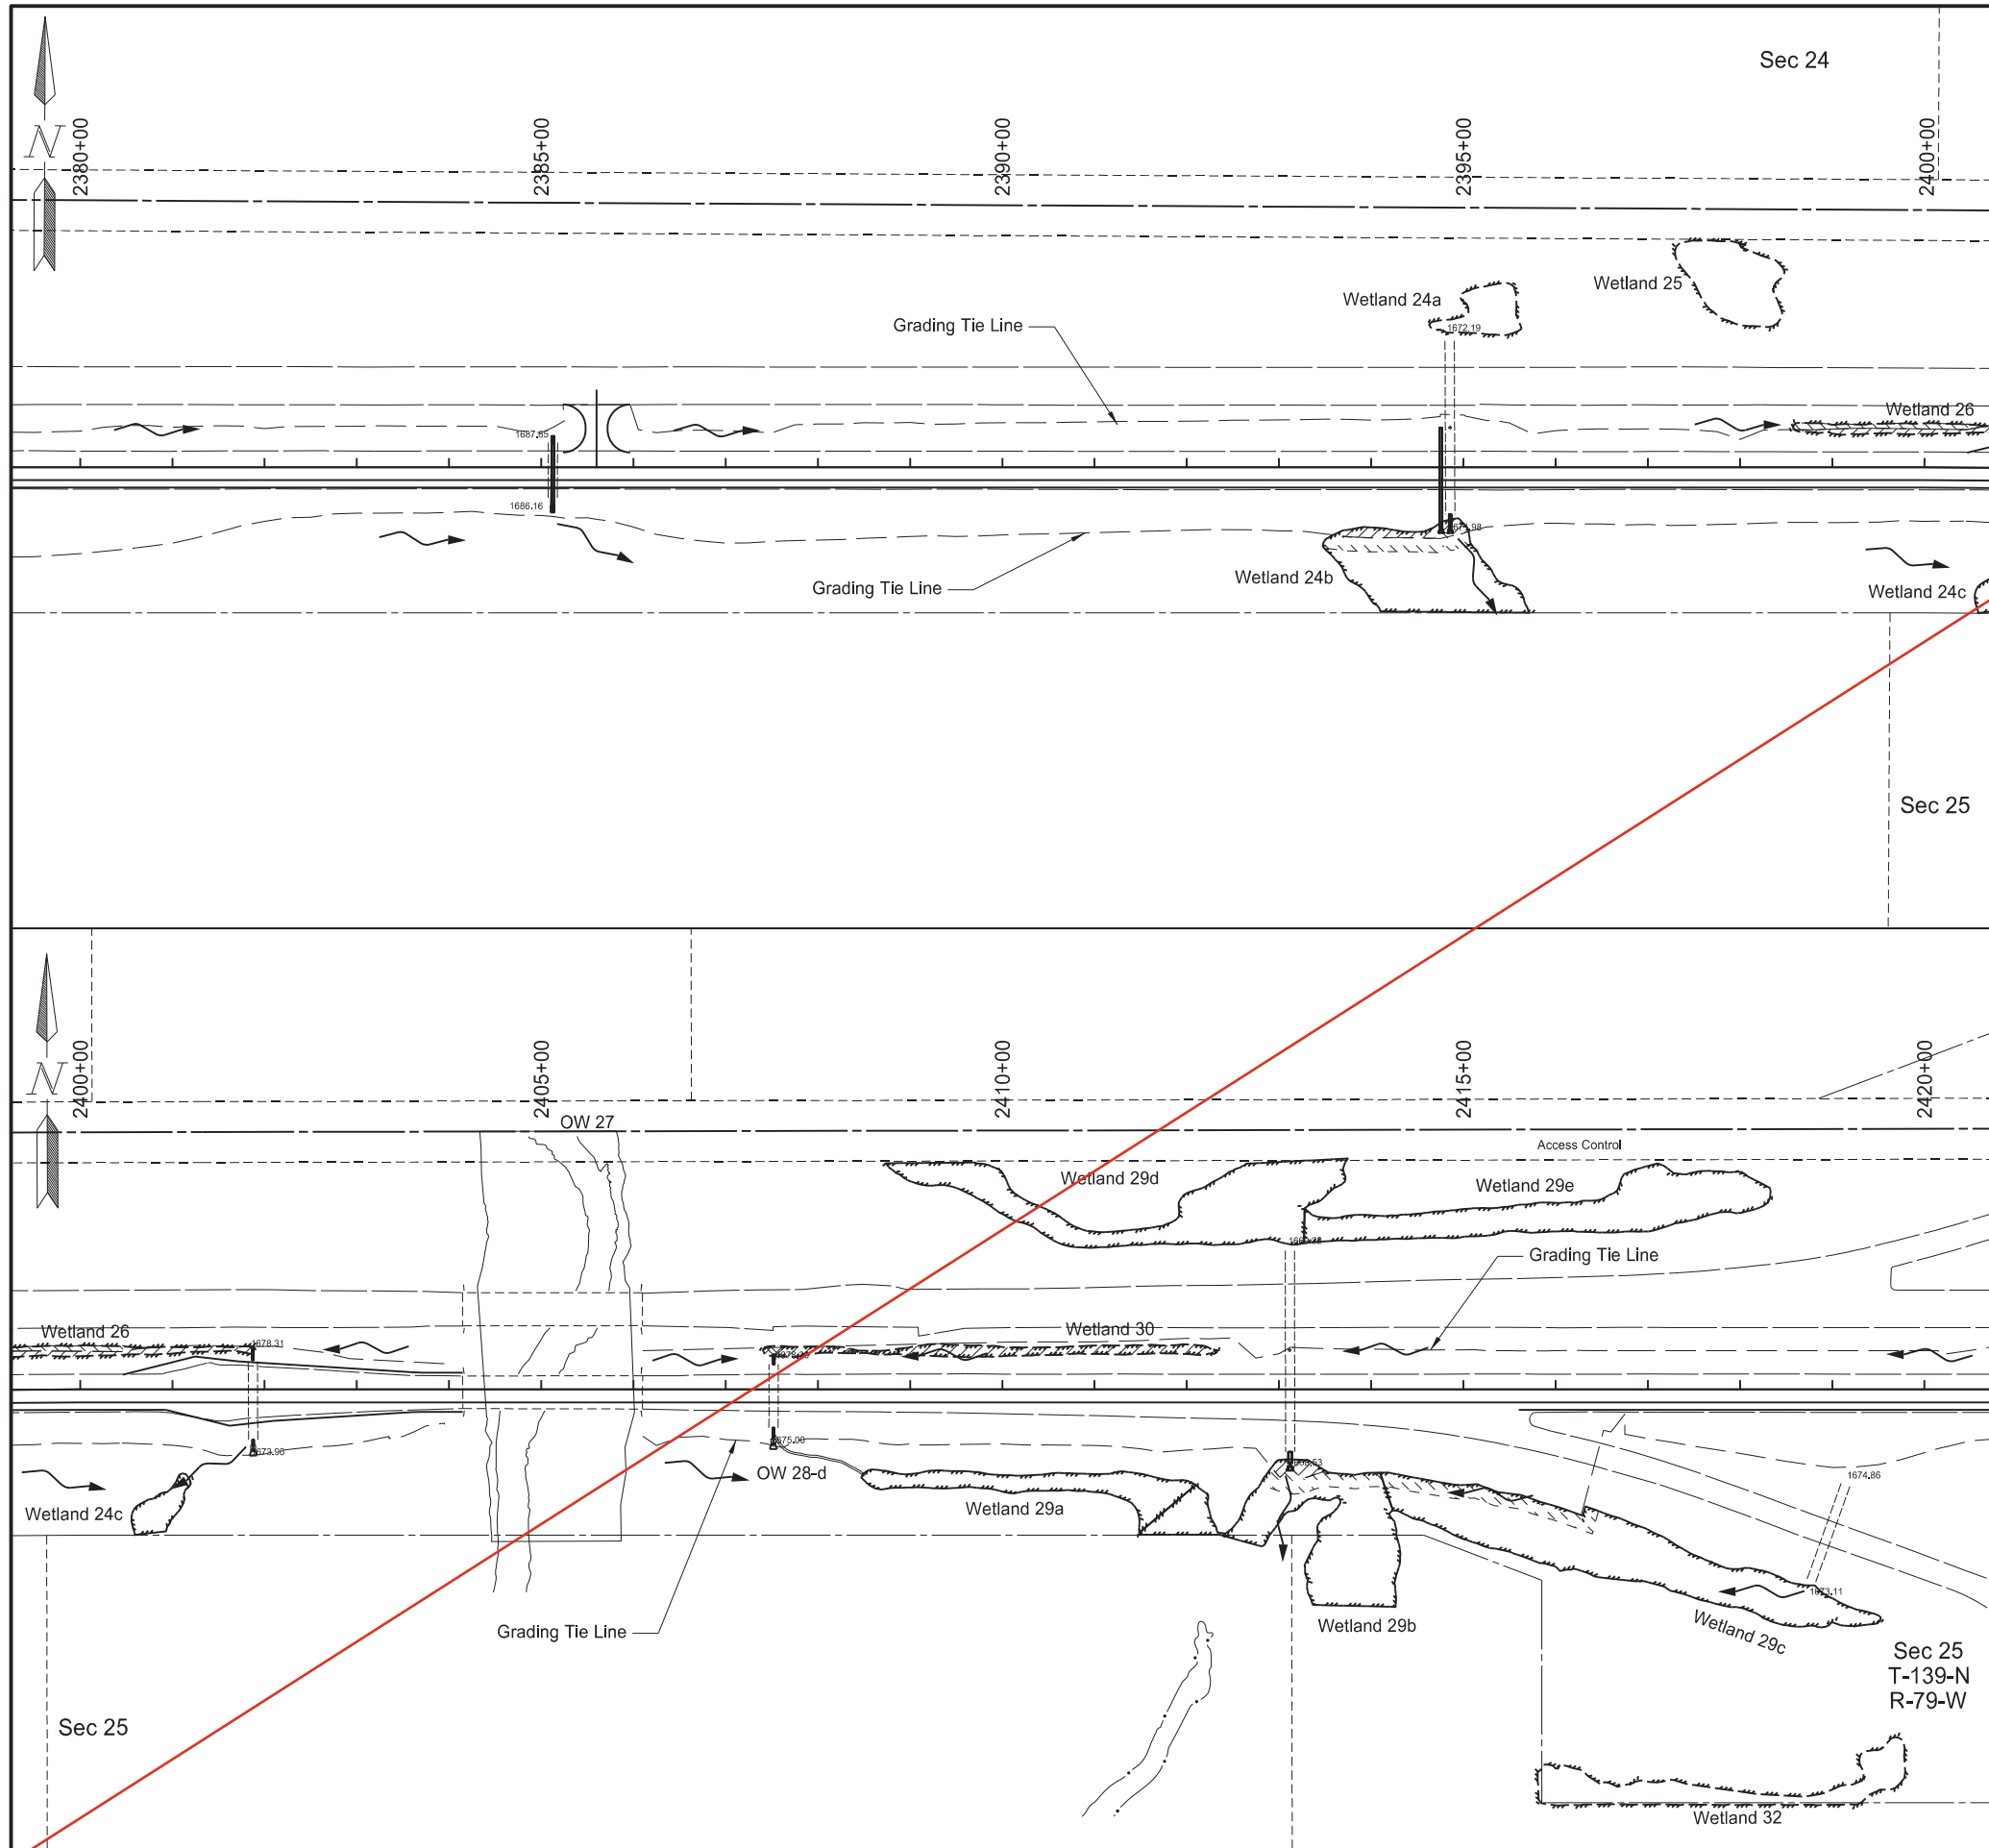 Sec 24
N
2380+00
2385+00
2390+00
2395+00
2400+00
Wetland 25
Wetland 24a
1672.19
Grading Tie Line
Wetland 26
1687.65
1686.16
Wetland 24b
Grading Tie Line
Wetland 24c
Sec 25
N
2400+00
2405+00
2410+00
2415+00
2420+00
OW 27
Access Control
Wetland 29d
Wetland 29e
Grading Tie Line
Wetland 26
1678.31
Wetland 30
1673.96
1675.00
OW 28-d
1674.86
Wetland 24c
Wetland 29a
1673.11
Grading Tie Line
Wetland 29b
Wetland 29c
Sec 25
T-139-N
R-79-W
Sec 25
Wetland 32